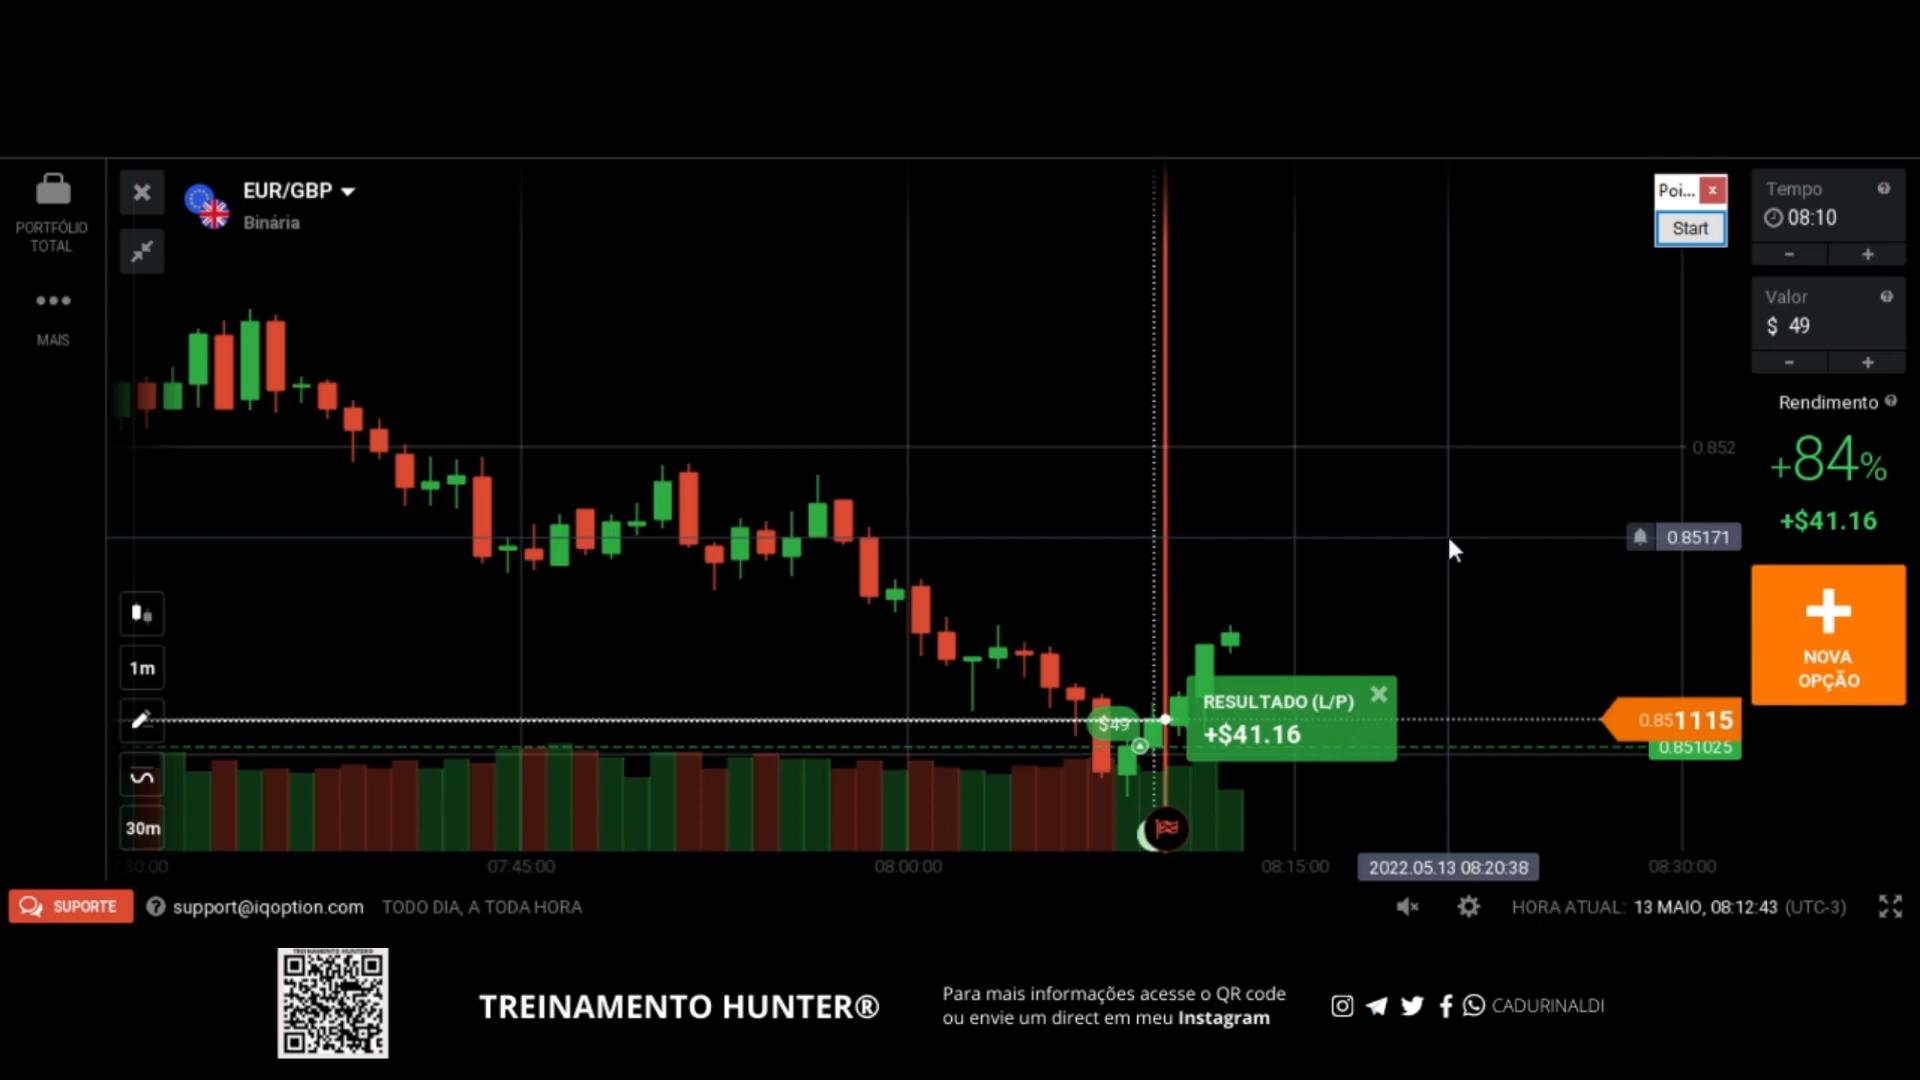 PORTFÓLIO
TOTAL
MAIS
EUR/GBP
Binária
Poi...
x
Start
Tempo
08:10
-
+
Valor
$ 49
-
+
Rendimento
+84%
+$41.16
NOVA
OPÇÃO
0.852
0.85171
0.851115
0.851025
$49
RESULTADO (L/P)
+$41.16
1m
30m
:30:00
07:45:00
08:00:00
08:15:00
2022.05.13 08:20:38
08:30:00
SUPORTE
support@iqoption.com
TODO DIA, A TODA HORA
HORA ATUAL: 13 MAIO, 08:12:43 (UTC-3)
TREINAMENTO HUNTER®
TREINAMENTO HUNTER®
Para mais informações acesse o QR code
ou envie um direct em meu Instagram
CADURINALDI